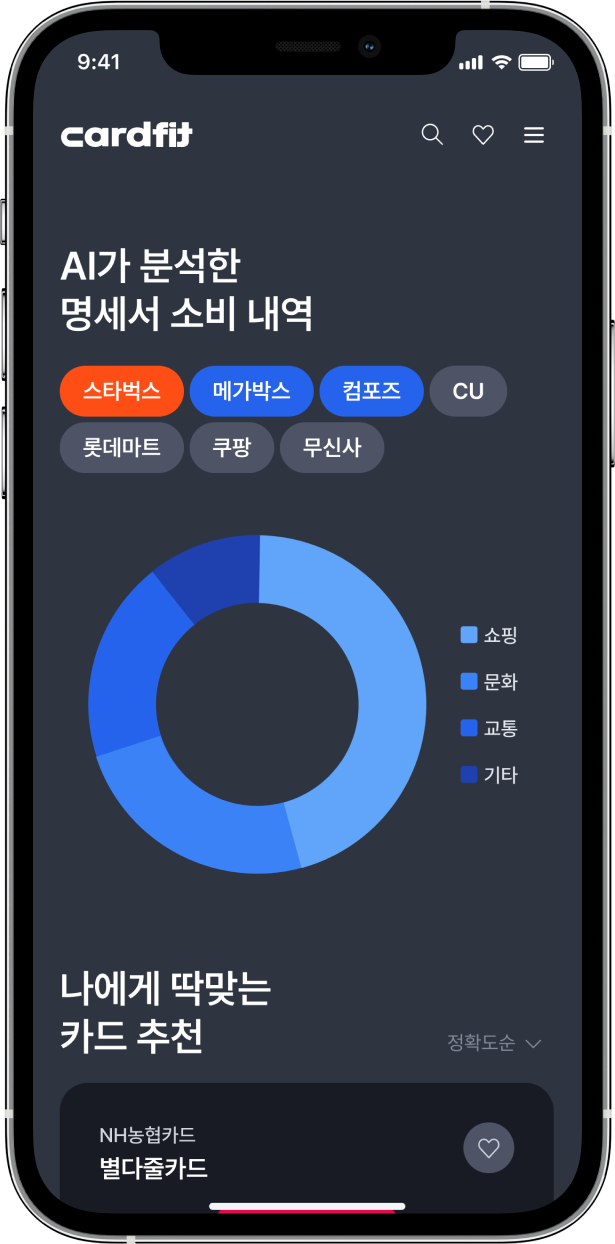 9:41
cardfit
AI가 분석한
명세서 소비 내역
스타벅스 메가박스 컴포즈 CU
롯데마트 쿠팡 무신사
쇼핑
문화
교통
기타
나에게 딱맞는
카드 추천
정확도순
NH농협카드
별다줄카드